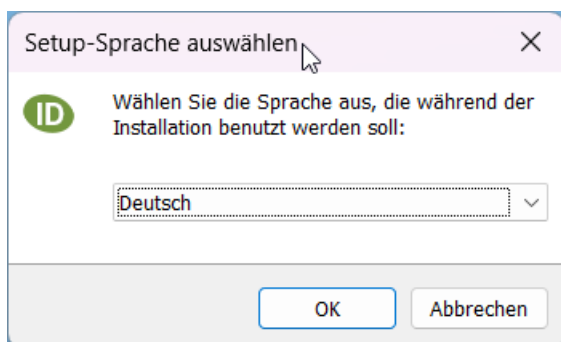 Setup-Sprache auswählen
ID
Wählen Sie die Sprache aus, die während der
Installation benutzt werden soll:
Deutsch
OK
Abbrechen